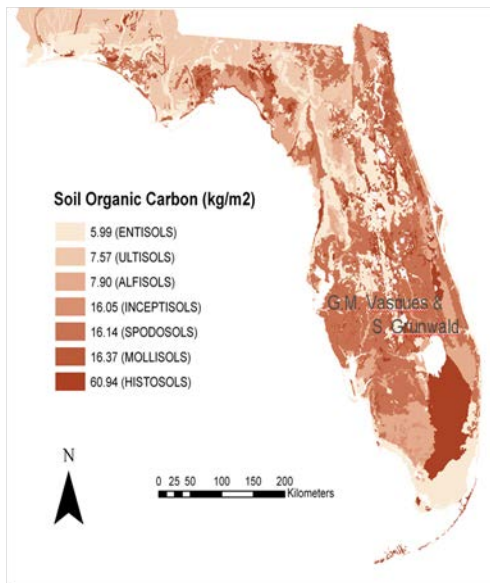 Soil Organic Carbon (kg/m2)
5.99 (ENTISOLS)
7.57 (ULTISOLS)
7.90 (ALFISOLS)
16.05 (INCEPTISOLS)
16.14 (SPODOSOLS)
16.37 (MOLLISOLS)
60.94 (HISTOSOLS)
G.M. Vasques &
S. Grunwald
N
0 25 50 100 150 200
Kilometers